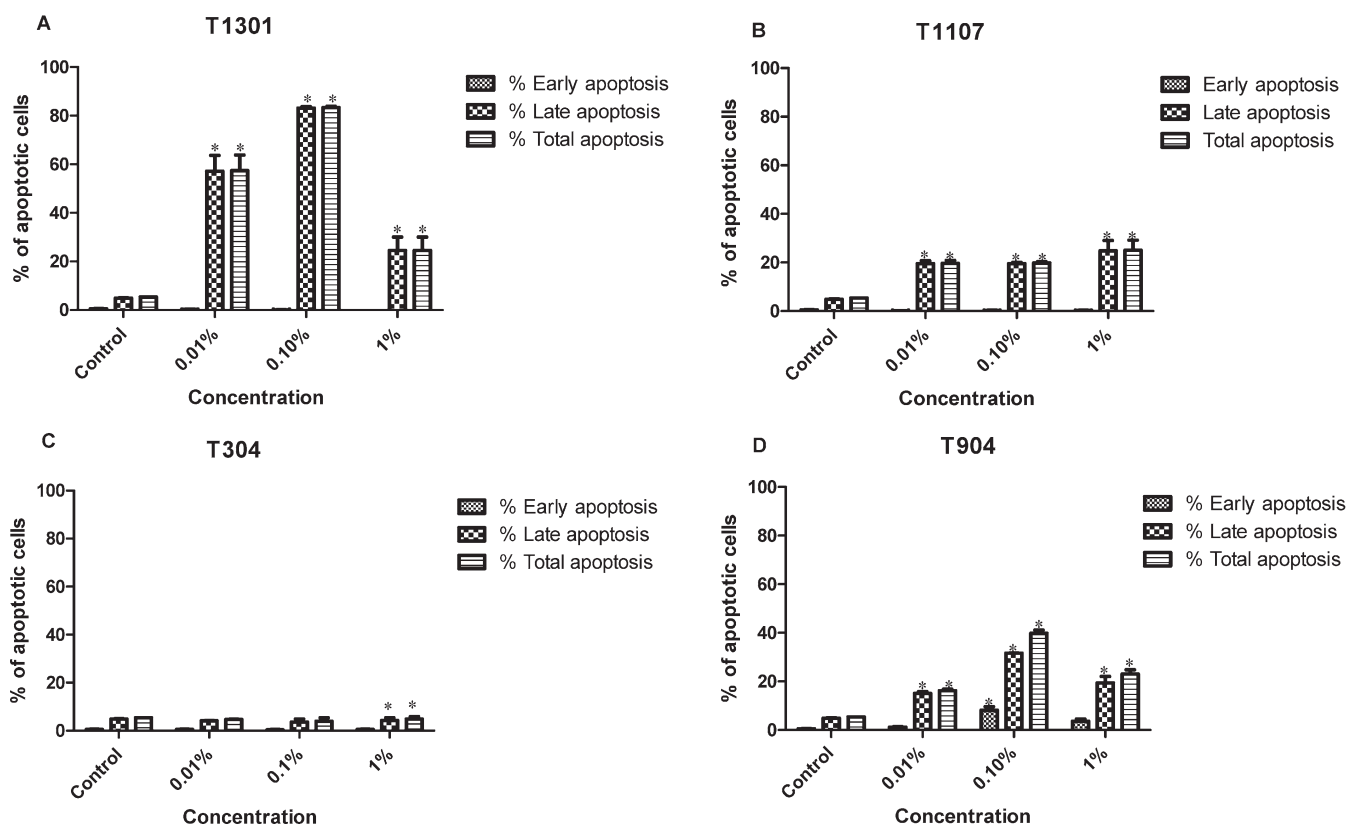 A
T1301
% of apoptotic cells
100
80
60
40
20
0
* * * * * *
Control 0.01% 0.10% 1%
Concentration
% Early apoptosis
% Late apoptosis
% Total apoptosis
B
T1107
% of apoptotic cells
100
80
60
40
20
0
* * * * * *
Control 0.01% 0.10% 1%
Concentration
Early apoptosis
Late apoptosis
Total apoptosis
C
T304
% of apoptotic cells
100
80
60
40
20
0
* *
Control 0.01% 0.1% 1%
Concentration
% Early apoptosis
% Late apoptosis
% Total apoptosis
D
T904
% of apoptotic cells
100
80
60
40
20
0
* * * * * * *
Control 0.01% 0.10% 1%
Concentration
% Early apoptosis
% Late apoptosis
% Total apoptosis